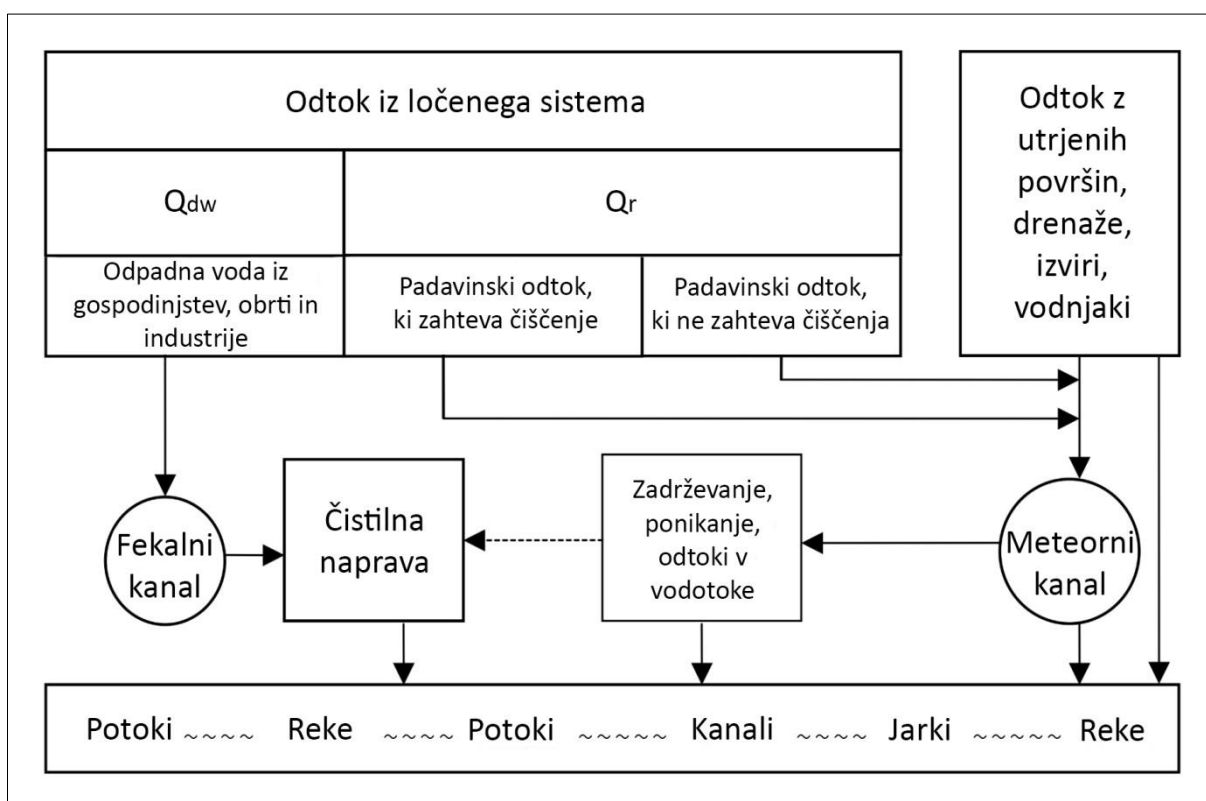 Odtok iz ločenega sistema
Qdw
Qr
Odpadna voda iz
gospodinjstev, obrti in
industrije
Padavinski odtok,
ki zahteva čiščenje
Padavinski odtok,
ki ne zahteva čiščenja
Odtok z
utrjenih
površin,
drenaže,
izviri,
vodnjaki
Fekalni
kanal
Čistilna
naprava
Zadrževanje,
ponikanje,
odtoki v
vodotoke
Meteorni
kanal
Potoki ~~~~ Reke ~~~~ Potoki ~~~~~ Kanali ~~~~ Jarki ~~~~~ Reke